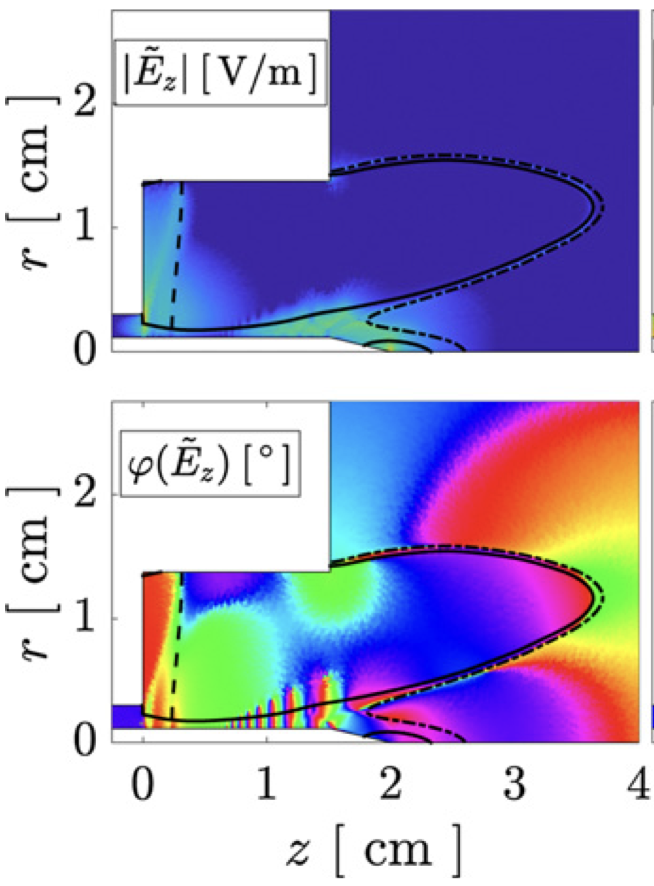 |Ẽz| [V/m]
r [ cm ]
2
1
0
φ(Ẽz) [°]
r [ cm ]
2
1
0
0 1 2 3 4
z [ cm ]